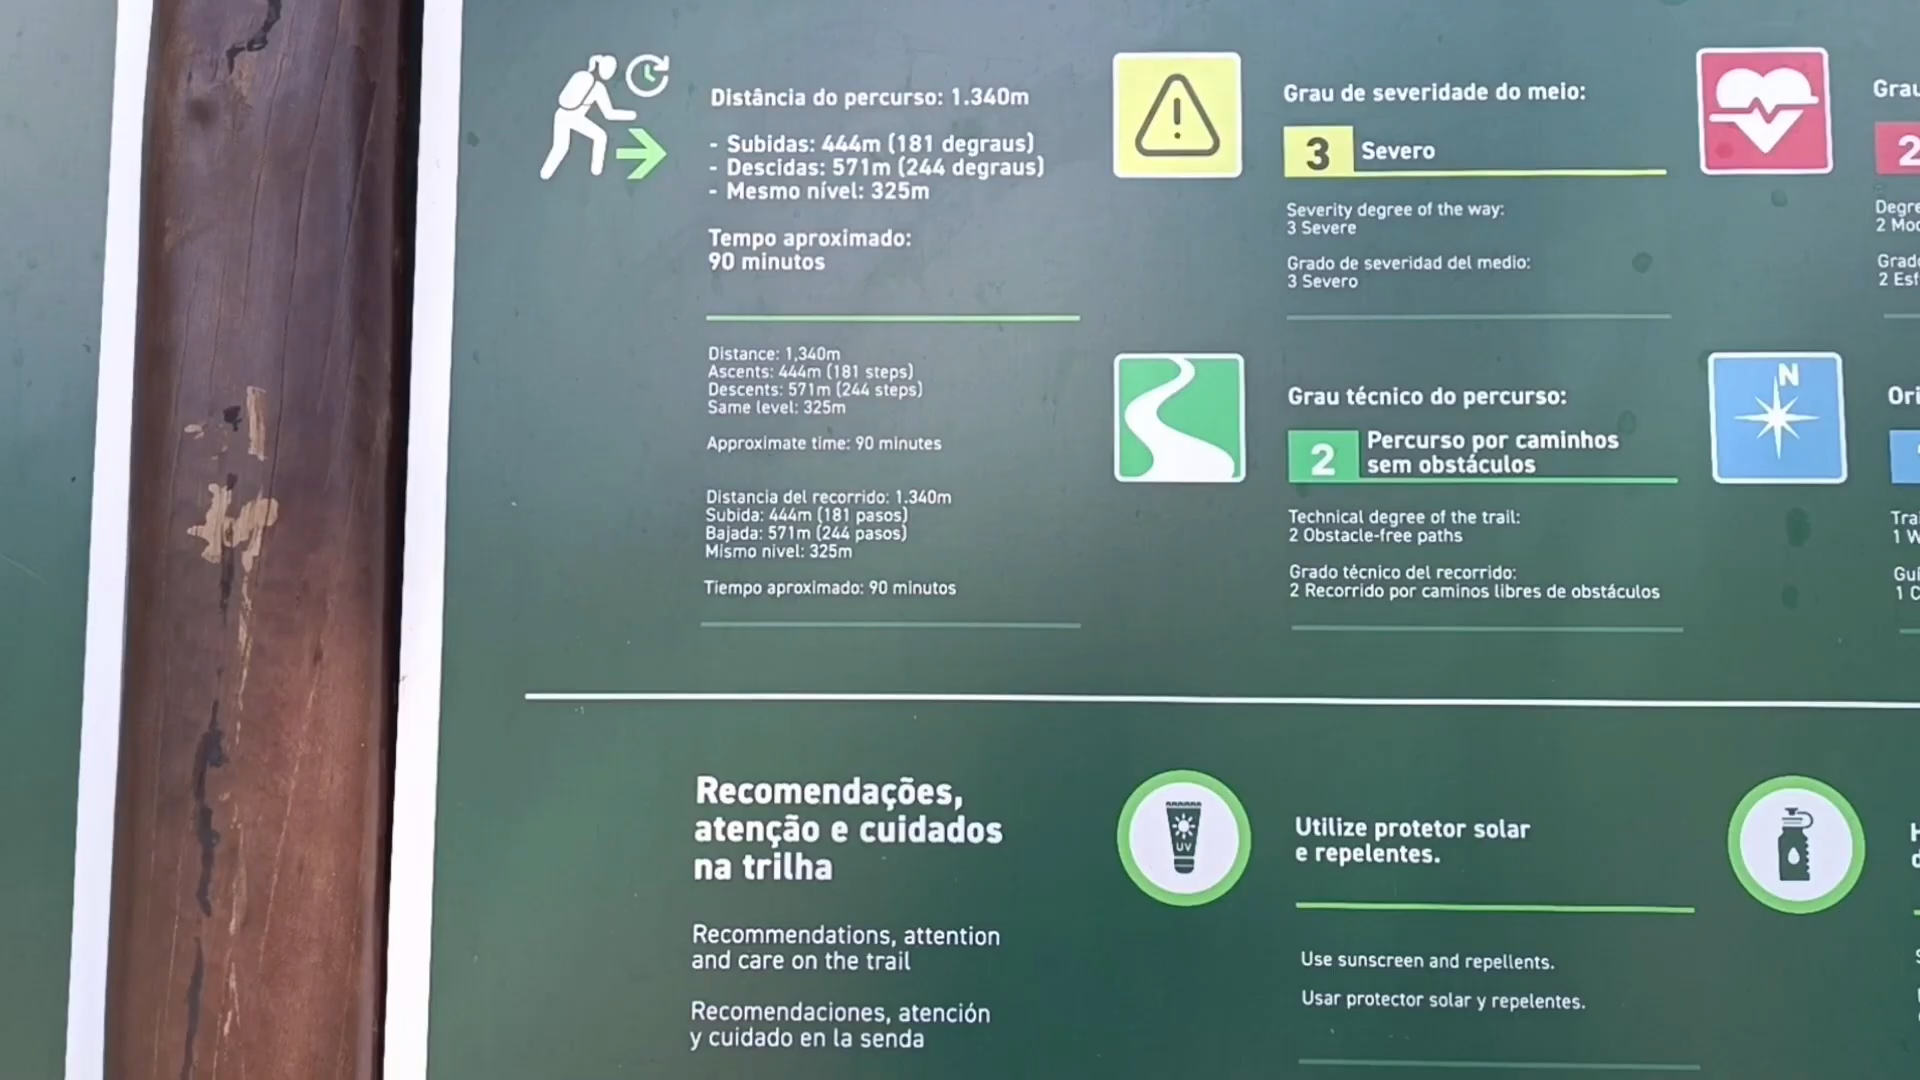 Distância do percurso: 1.340m
- Subidas: 444m (181 degraus)
- Descidas: 571m (244 degraus)
- Mesmo nível: 325m
Tempo aproximado:
90 minutos
Distance: 1,340m
Ascents: 444m (181 steps)
Descents: 571m (244 steps)
Same level: 325m
Approximate time: 90 minutes
Distancia del recorrido: 1.340m
Subida: 444m (181 pasos)
Bajada: 571m (244 pasos)
Mismo nivel: 325m
Tiempo aproximado: 90 minutos
Grau de severidade do meio:
3 Severo
Severity degree of the way:
3 Severe
Grado de severidad del medio:
3 Severo
Grau técnico do percurso:
2 Percurso por caminhos
sem obstáculos
Technical degree of the trail:
2 Obstacle-free paths
Grado técnico del recorrido:
2 Recorrido por caminos libres de obstáculos
Grau
2
2
2
N
1
1
Recomendações,
atenção e cuidados
na trilha
Recommendations, attention
and care on the trail
Recomendaciones, atención
y cuidado en la senda
UV
Utilize protetor solar
e repelentes.
Use sunscreen and repellents.
Usar protector solar y repelentes.